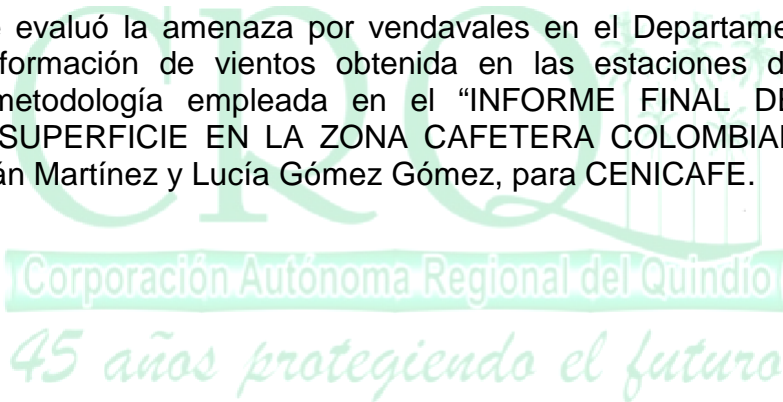 evaluó la amenaza por vendavales en el Departame
formación de vientos obtenida en las estaciones d
metodología empleada en el “INFORME FINAL DE
SUPERFICIE EN LA ZONA CAFETERA COLOMBIA
án Martínez y Lucía Gómez Gómez, para CENICAFE.
CRQ
Corporación Autónoma Regional del Quindío
45 años protegiendo el futuro